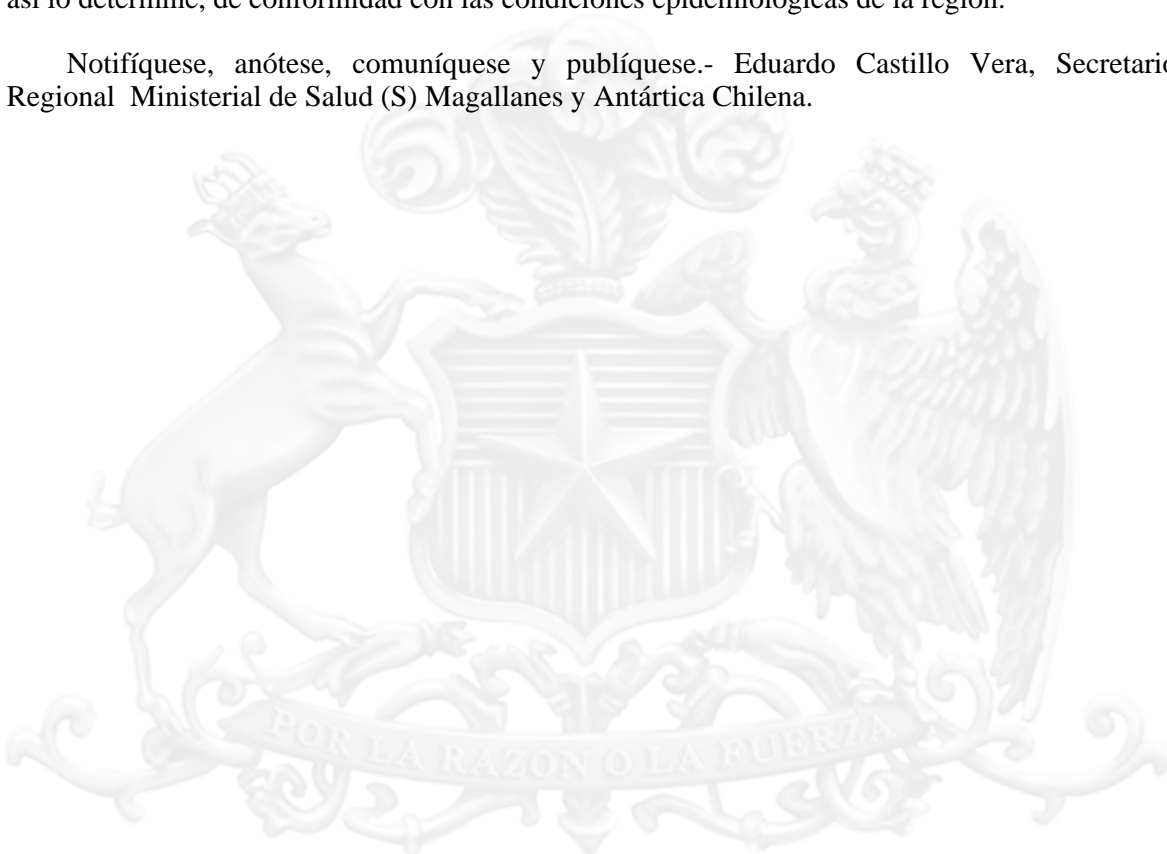 así lo determine, de conformidad con las condiciones epidemiológicas de la región.
Notifíquese, anótese, comuníquese y publíquese.- Eduardo Castillo Vera, Secretario
Regional Ministerial de Salud (S) Magallanes y Antártica Chilena.
POR LA RAZON O LA FUERZA